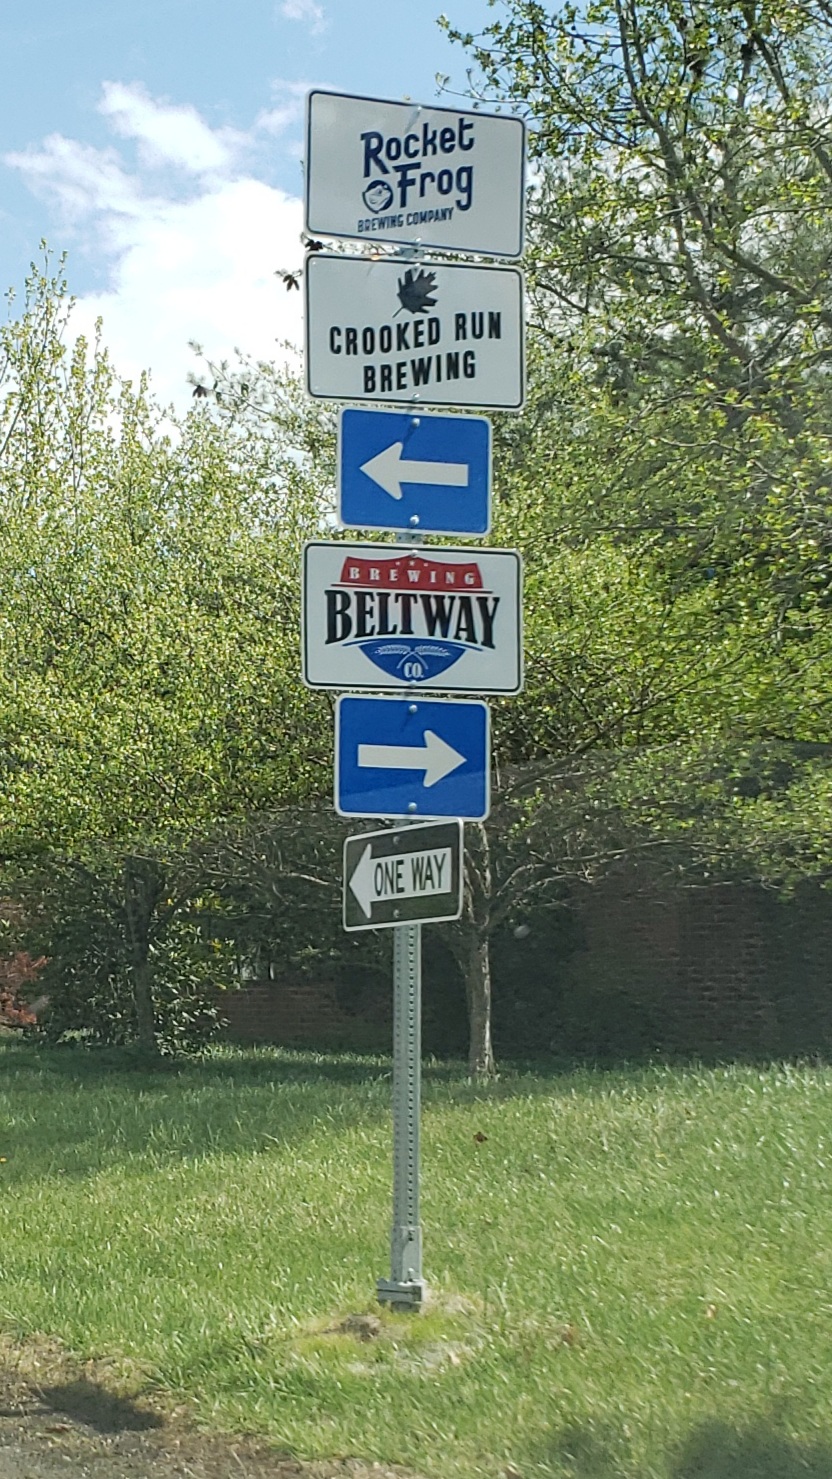 Rocket
Frog
BREWING COMPANY
CROOKED RUN
BREWING
BREWING
BELTWAY
CO.
ONE WAY